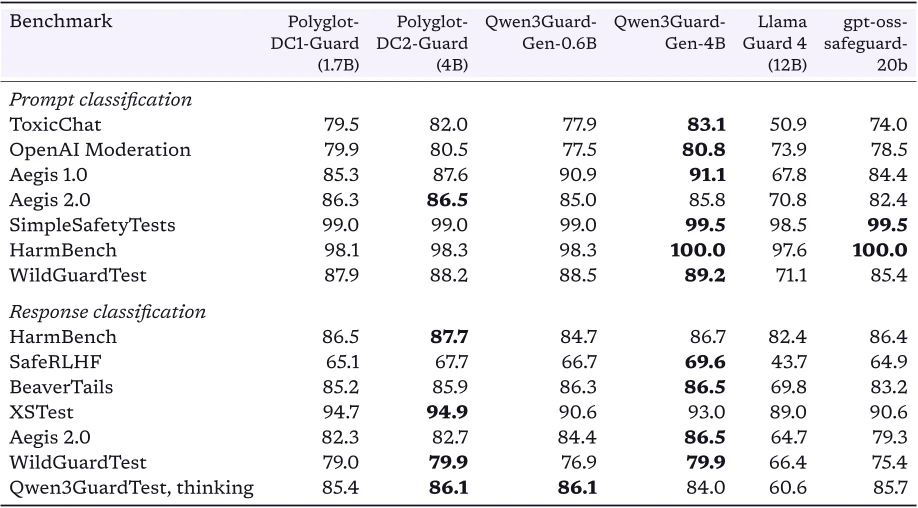 Benchmark Polyglot- Polyglot- Qwen3Guard- Qwen3Guard- Llama gpt-oss-
DC1-Guard DC2-Guard Gen-0.6B Gen-4B Guard 4 safeguard-
(1.7B) (4B) (12B) 20b
Prompt classification
ToxicChat 79.5 82.0 77.9 83.1 50.9 74.0
OpenAI Moderation 79.9 80.5 77.5 80.8 73.9 78.5
Aegis 1.0 85.3 87.6 90.9 91.1 67.8 84.4
Aegis 2.0 86.3 86.5 85.0 85.8 70.8 82.4
SimpleSafetyTests 99.0 99.0 99.0 99.5 98.5 99.5
HarmBench 98.1 98.3 98.3 100.0 97.6 100.0
WildGuardTest 87.9 88.2 88.5 89.2 71.1 85.4
Response classification
HarmBench 86.5 87.7 84.7 86.7 82.4 86.4
SafeRLHF 65.1 67.7 66.7 69.6 43.7 64.9
BeaverTails 85.2 85.9 86.3 86.5 69.8 83.2
XSTest 94.7 94.9 90.6 93.0 89.0 90.6
Aegis 2.0 82.3 82.7 84.4 86.5 64.7 79.3
WildGuardTest 79.0 79.9 76.9 79.9 66.4 75.4
Qwen3GuardTest, thinking 85.4 86.1 86.1 84.0 60.6 85.7